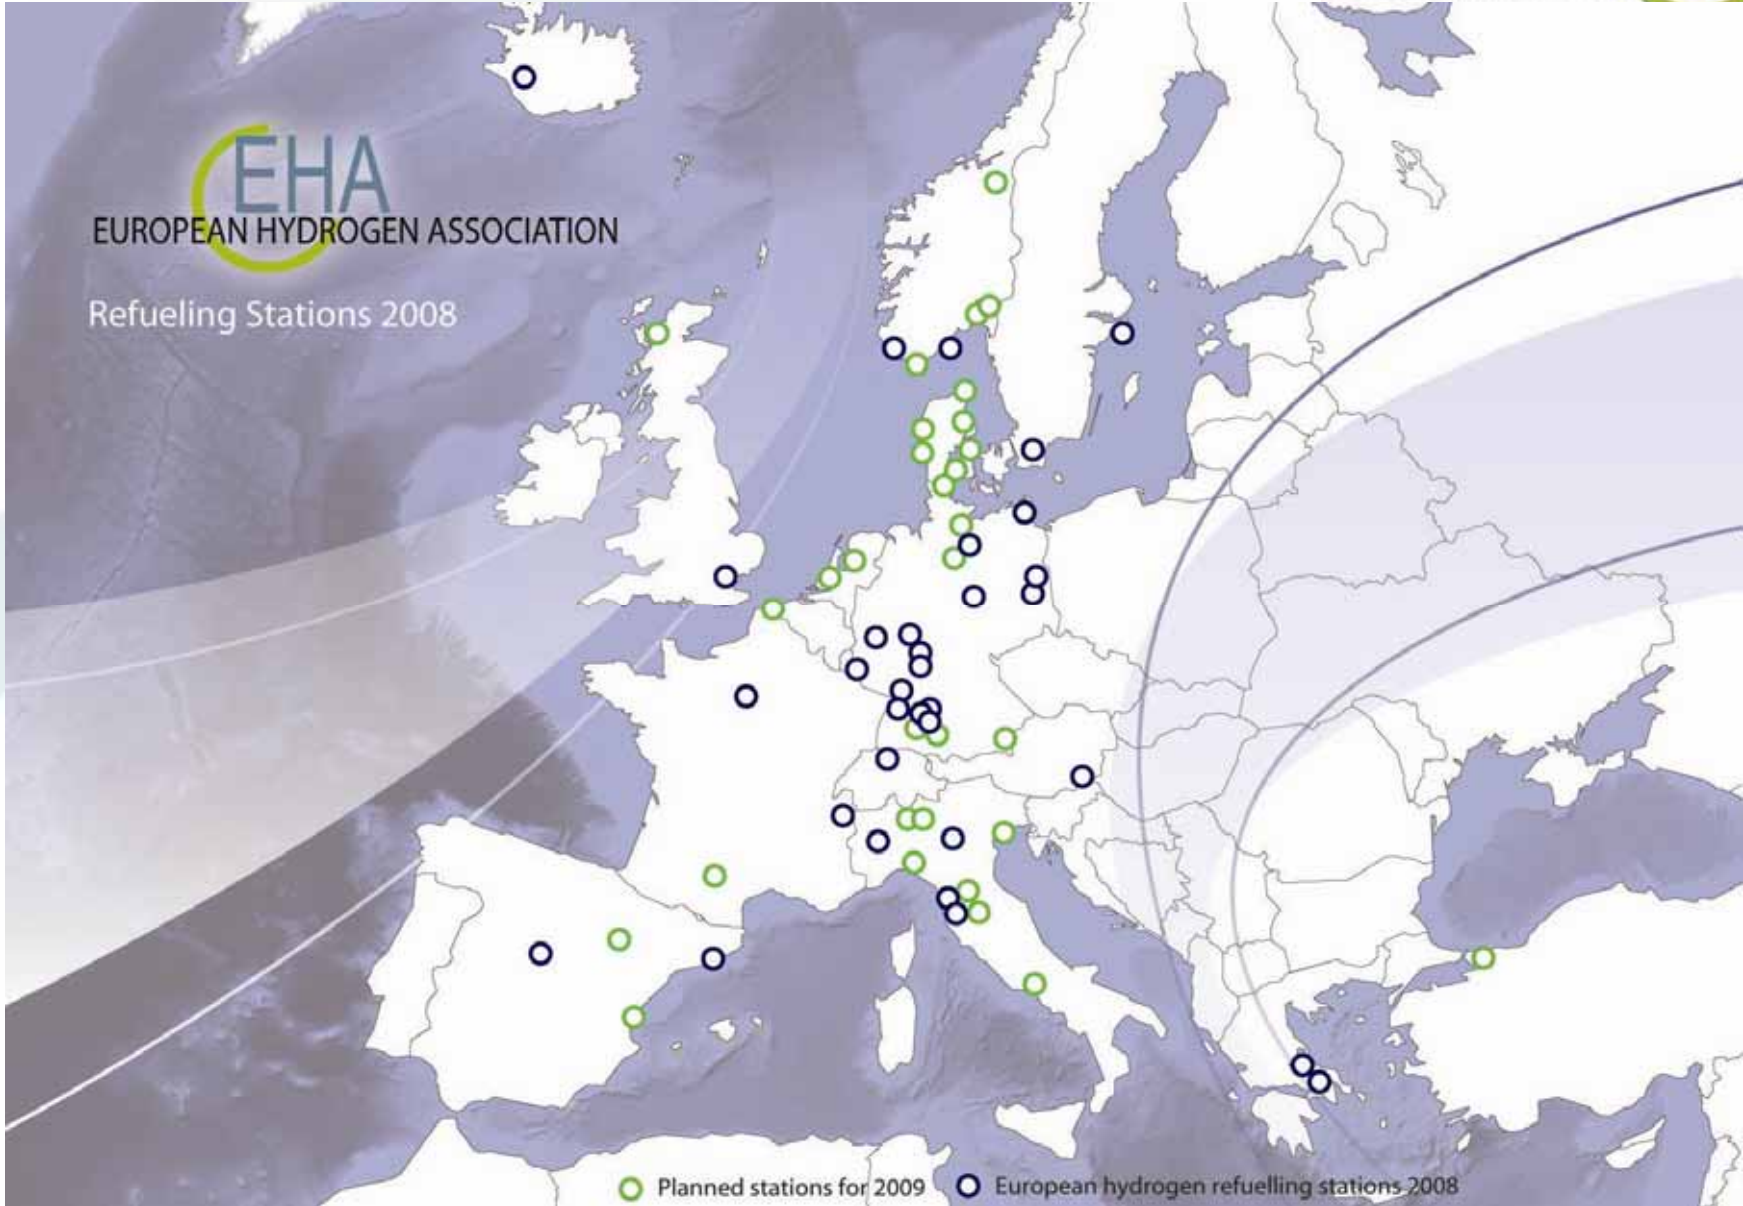 EHA
EUROPEAN HYDROGEN ASSOCIATION
Refueling Stations 2008
Planned stations for 2009
European hydrogen refuelling stations 2008